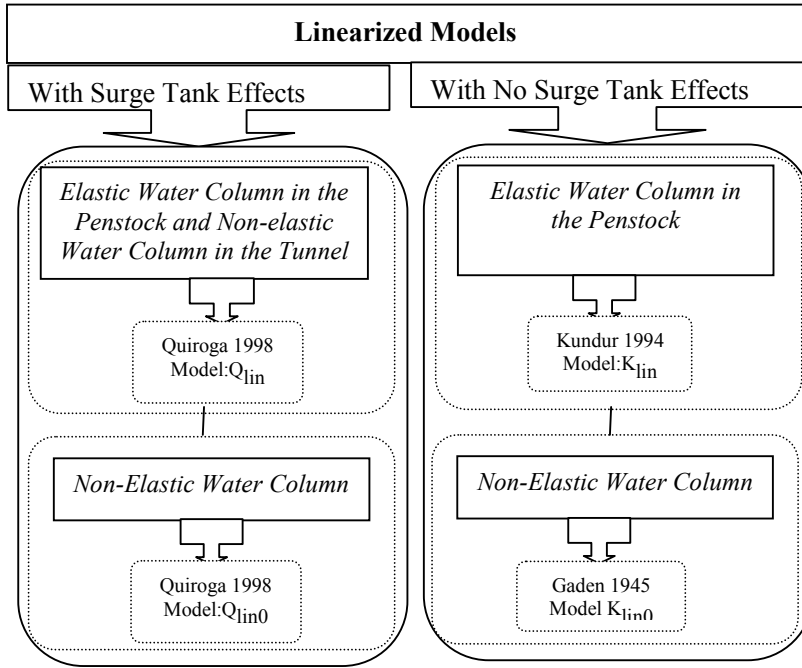 Linearized Models
With Surge Tank Effects
Elastic Water Column in the
Penstock and Non-elastic
Water Column in the Tunnel
Quiroga 1998
Model:Qlin
Non-Elastic Water Column
Quiroga 1998
Model:Qlin0
With No Surge Tank Effects
Elastic Water Column in
the Penstock
Kundur 1994
Model:Klin
Non-Elastic Water Column
Gaden 1945
Model Klin0